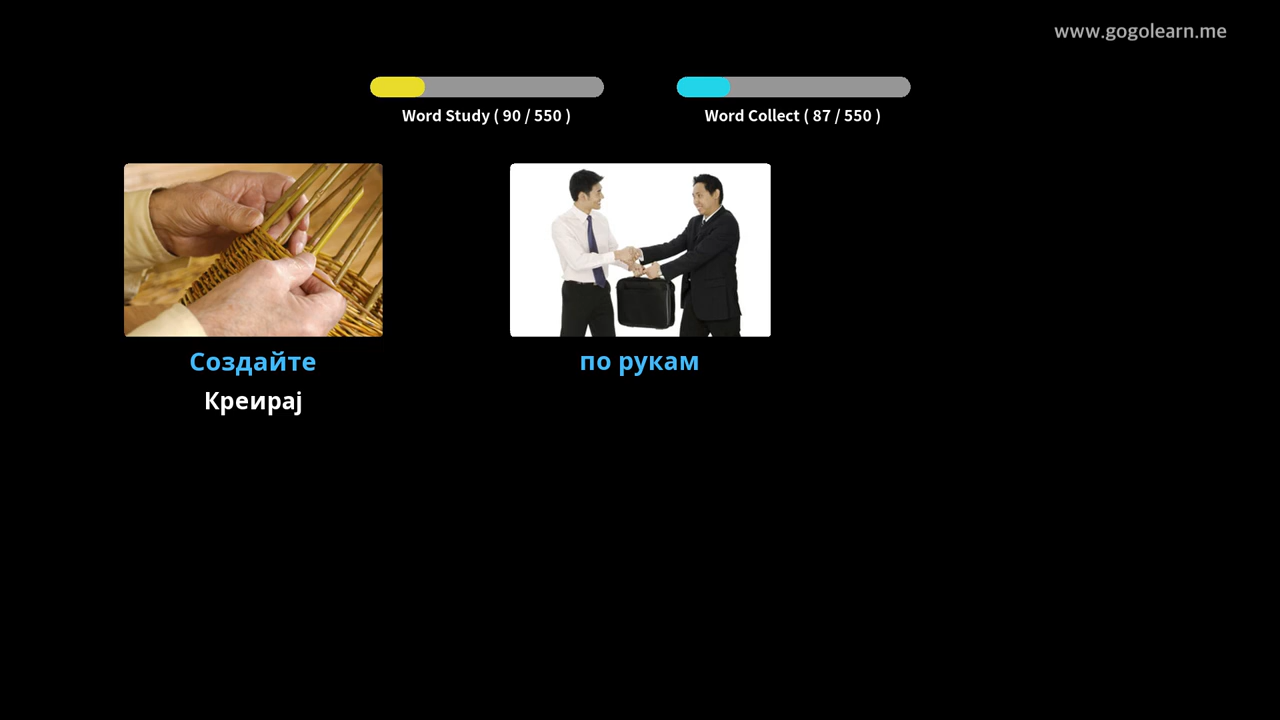 www.gogolearn.me
Word Study ( 90 / 550 )
Word Collect ( 87 / 550 )
Создайте
по рукам
Креирај